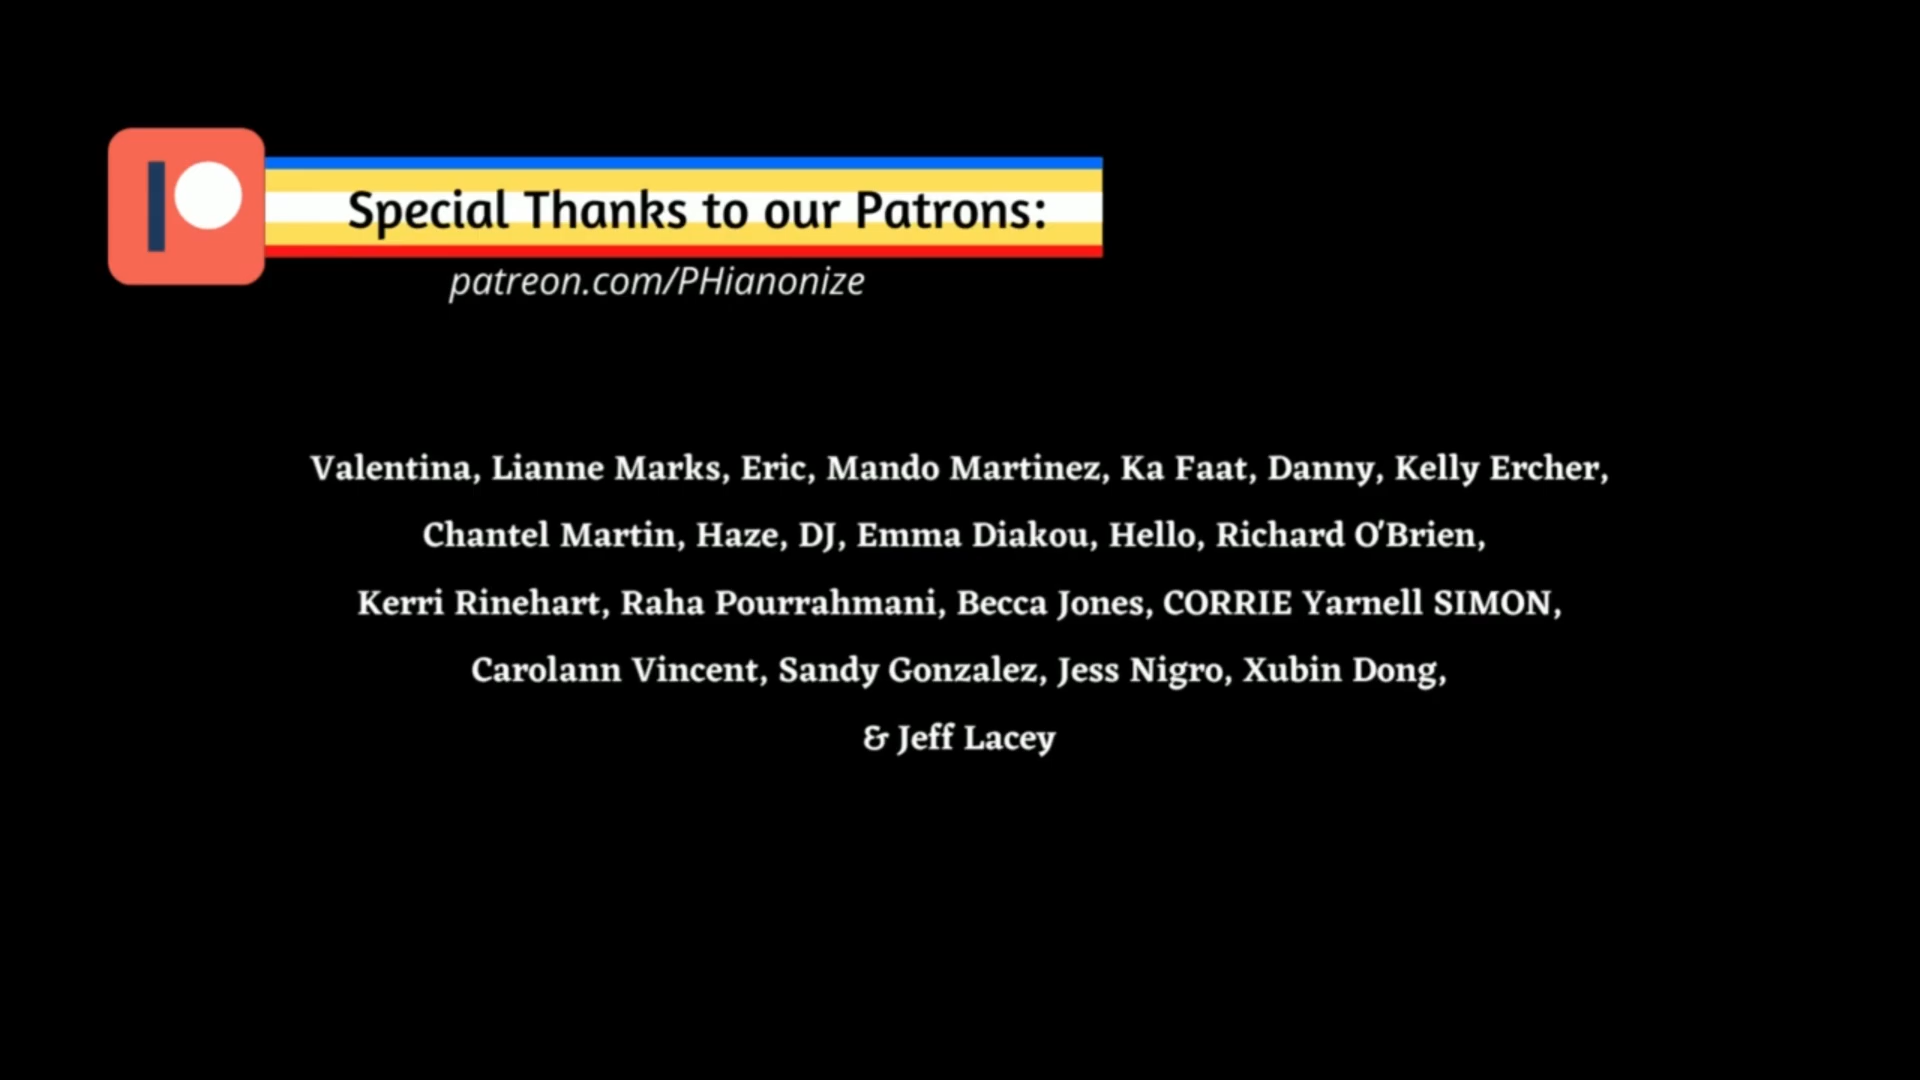 Special Thanks to our Patrons:
patreon.com/PHianonize
Valentina, Lianne Marks, Eric, Mando Martinez, Ka Faat, Danny, Kelly Ercher,
Chantel Martin, Haze, DJ, Emma Diakou, Hello, Richard O'Brien,
Kerri Rinehart, Raha Pourrahmani, Becca Jones, CORRIE Yarnell SIMON,
Carolann Vincent, Sandy Gonzalez, Jess Nigro, Xubin Dong,
& Jeff Lacey